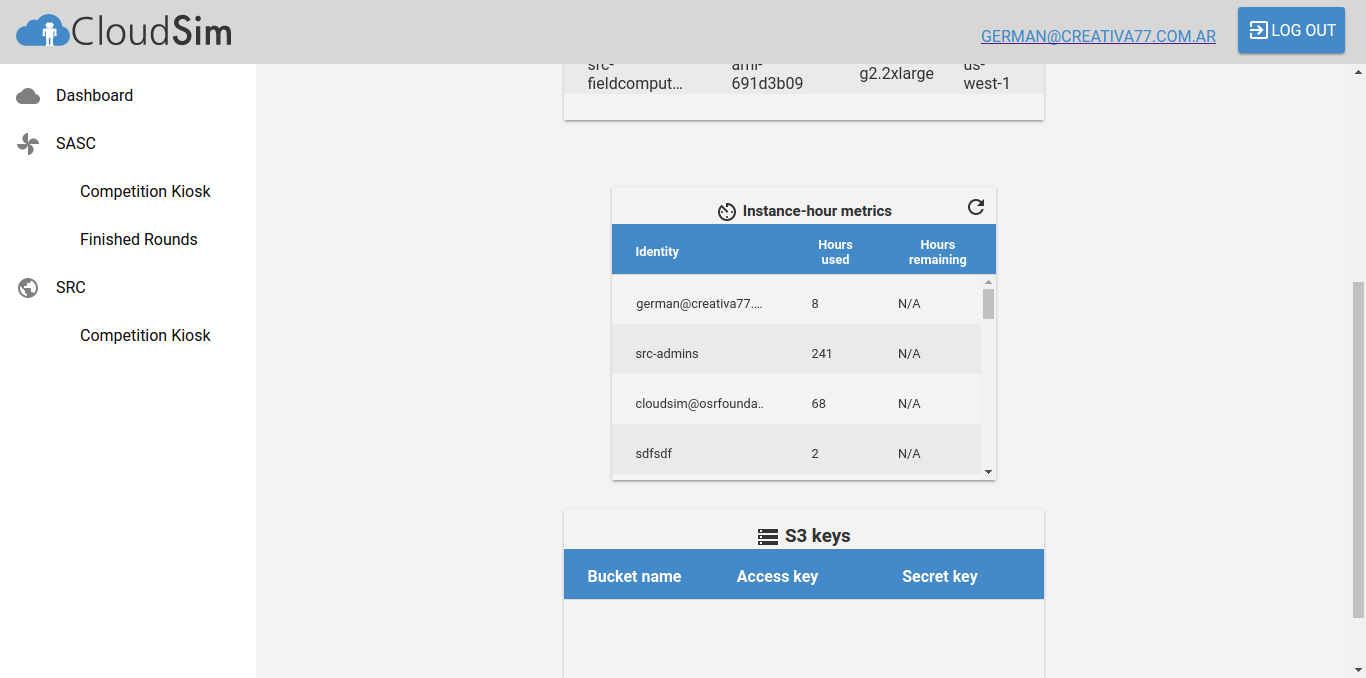 CloudSim
GERMAN@CREATIVA77.COM.AR
LOG OUT
Dashboard
SASC
Competition Kiosk
Finished Rounds
SRC
Competition Kiosk
src-
fieldcomput...
ami-
691d3b09
g2.2xlarge
us-
west-1
Instance-hour metrics
Identity
Hours
used
Hours
remaining
german@creativa77.... 8 N/A
src-admins 241 N/A
cloudsim@osrfounda.. 68 N/A
sdfsdf 2 N/A
S3 keys
Bucket name Access key Secret key